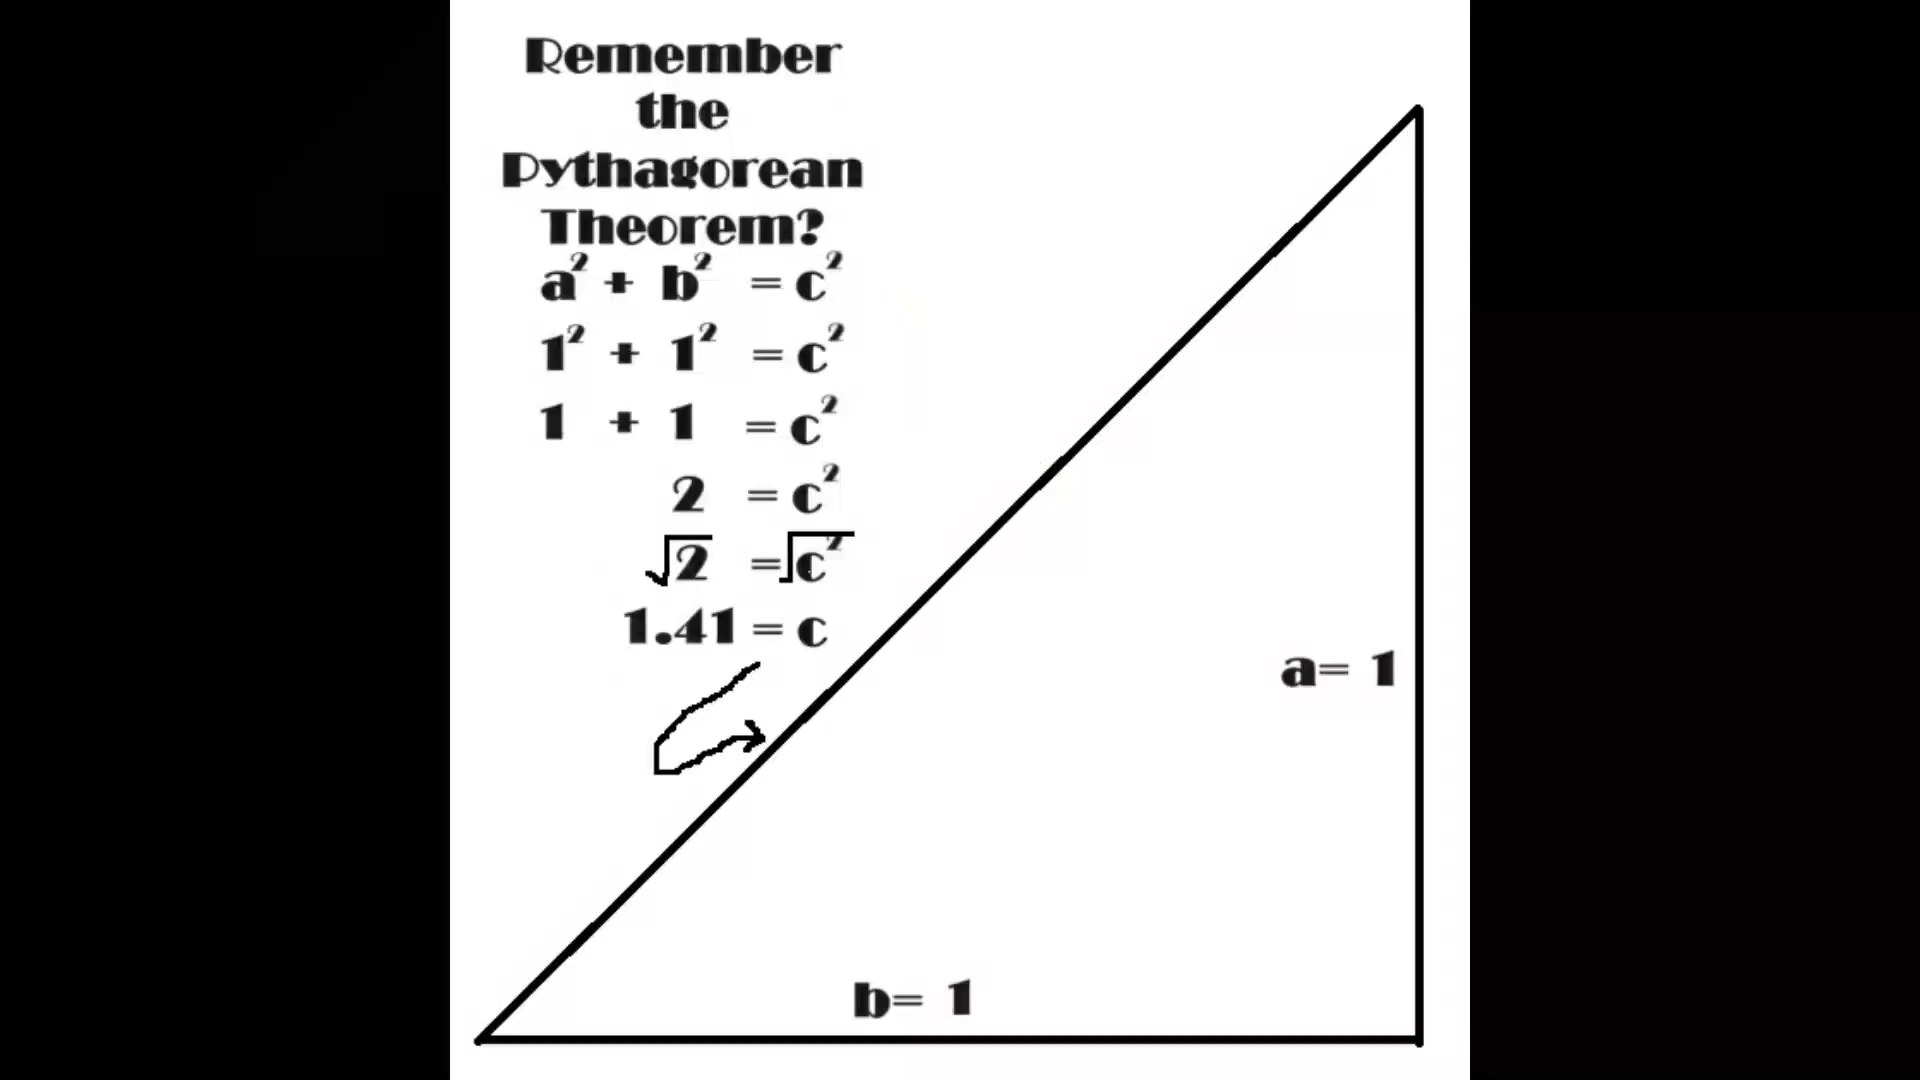 Remember
the
Pythagorean
Theorem?
a² + b² = c²
1² + 1² = c²
1 + 1 = c²
2 = c²
√2 = √c²
1.41 = c
a= 1
b= 1